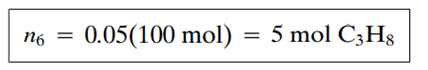 n₆ = 0.05(100 mol) = 5 mol C₃H₈